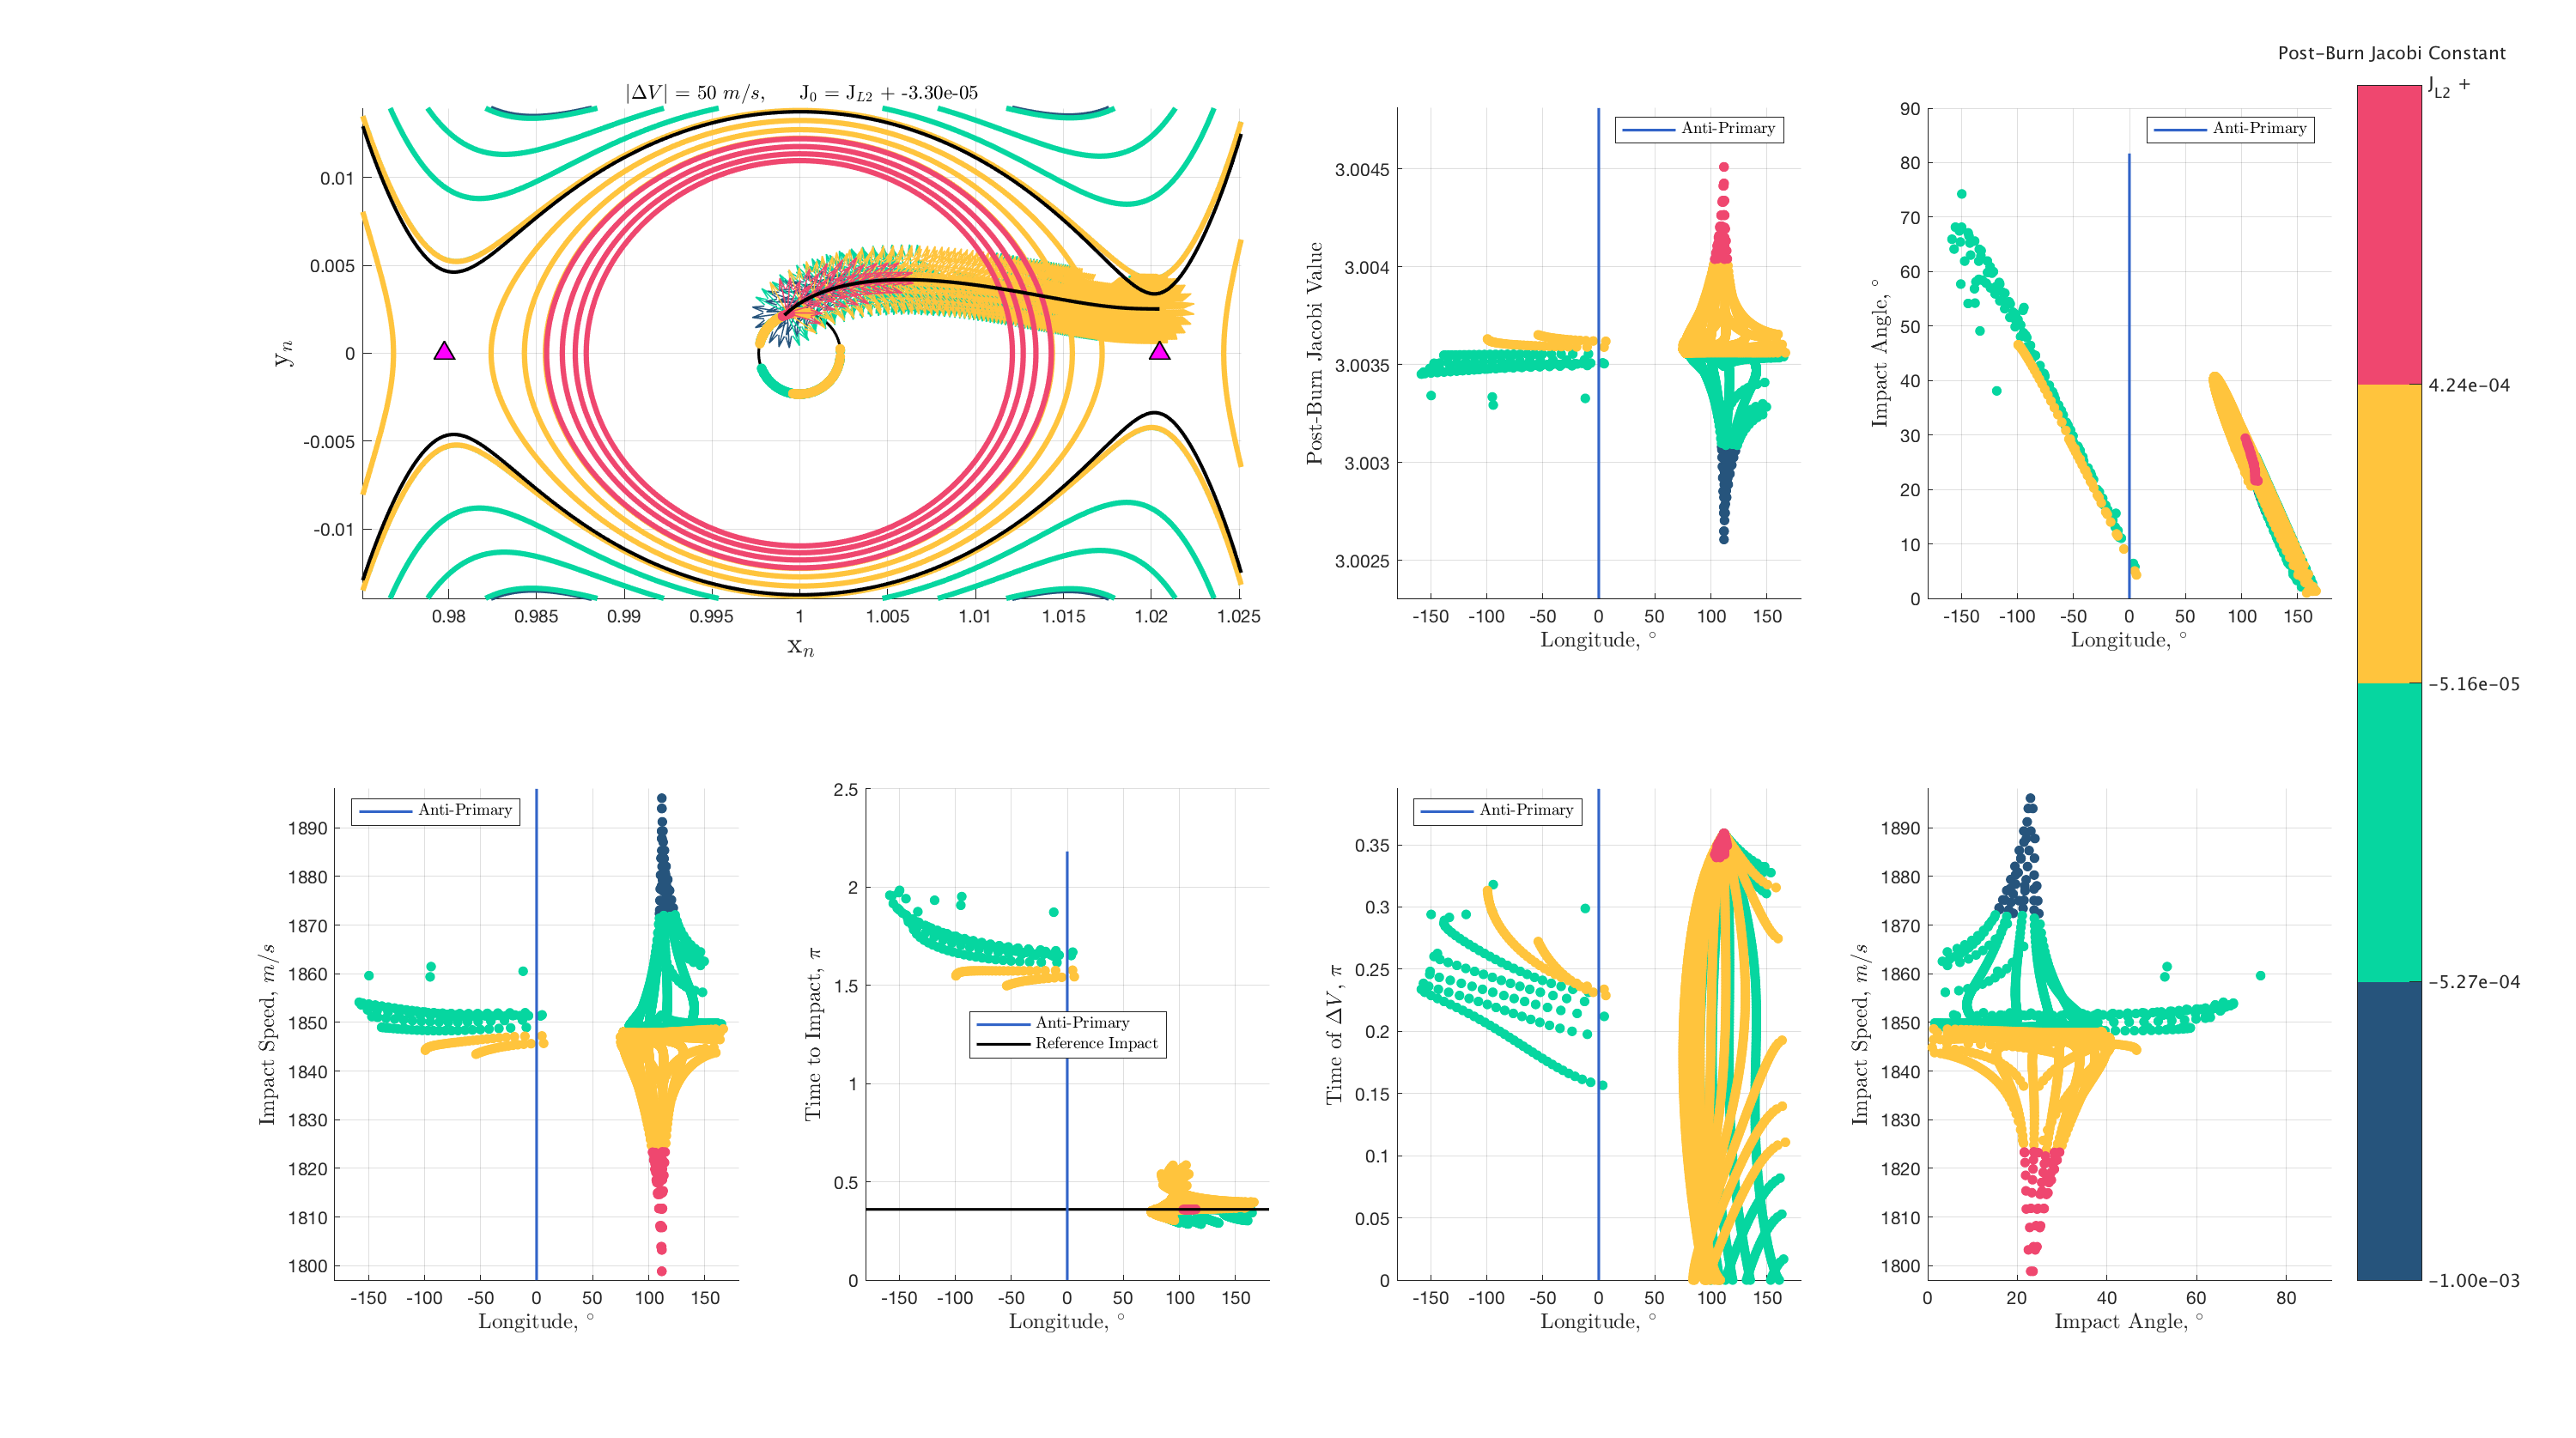 Post-Burn Jacobi Constant
|ΔV| = 50 m/s, J0 = JL2 + -3.30e-05
yn
0.01
0.005
0
-0.005
-0.01
0.98 0.985 0.99 0.995 1 1.005 1.01 1.015 1.02 1.025
xn
Anti-Primary
Post-Burn Jacobi Value
3.0045
3.004
3.0035
3.003
3.0025
-150 -100 -50 0 50 100 150
Longitude, °
Anti-Primary
Impact Angle, °
90
80
70
60
50
40
30
20
10
0
-150 -100 -50 0 50 100 150
Longitude, °
JL2 +
4.24e-04
-5.16e-05
-5.27e-04
-1.00e-03
Anti-Primary
Impact Speed, m/s
1890
1880
1870
1860
1850
1840
1830
1820
1810
1800
-150 -100 -50 0 50 100 150
Longitude, °
Time to Impact, π
2.5
2
1.5
1
0.5
0
Anti-Primary
Reference Impact
-150 -100 -50 0 50 100 150
Longitude, °
Anti-Primary
Time of ΔV, π
0.35
0.3
0.25
0.2
0.15
0.1
0.05
0
-150 -100 -50 0 50 100 150
Longitude, °
Impact Speed, m/s
1890
1880
1870
1860
1850
1840
1830
1820
1810
1800
0 20 40 60 80
Impact Angle, °